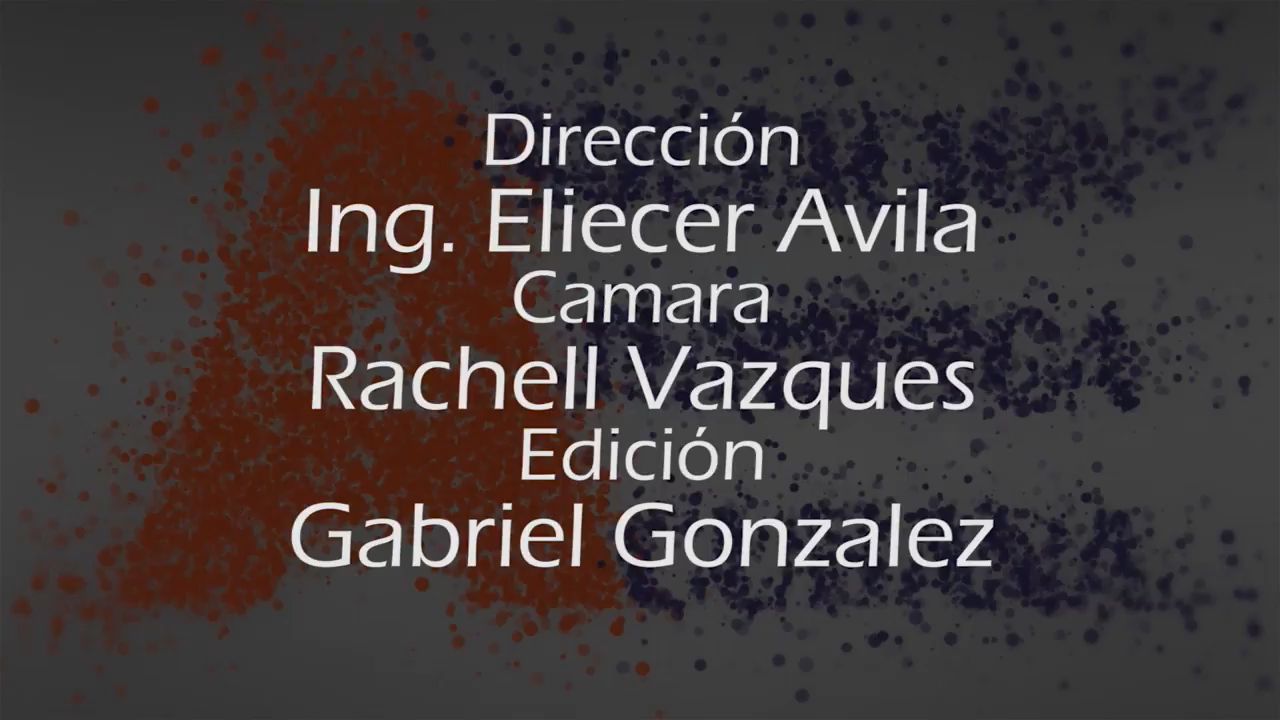 Dirección
Ing. Eliecer Avila
Camara
Rachell Vazques
Edición
Gabriel Gonzalez